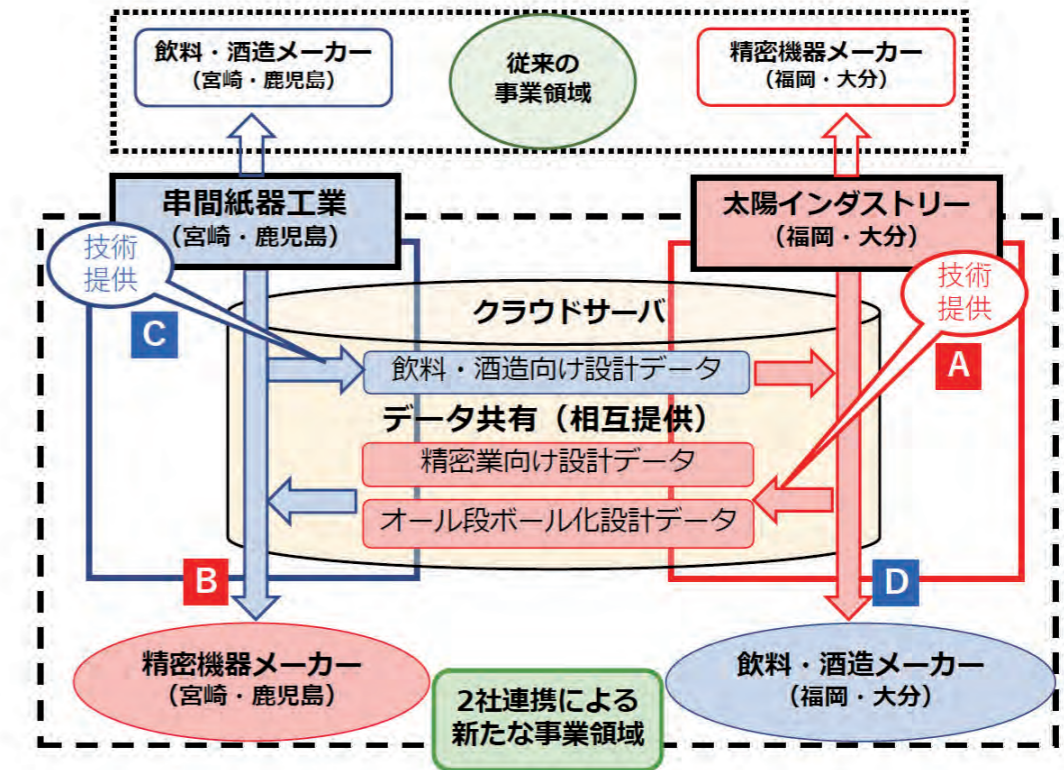 飲料・酒造メーカー
(宮崎・鹿児島)
従来の
事業領域
精密機器メーカー
(福岡・大分)
串間紙器工業
(宮崎・鹿児島)
太陽インダストリー
(福岡・大分)
技術
提供
技術
提供
クラウドサーバ
C
A
飲料・酒造向け設計データ
データ共有(相互提供)
精密業向け設計データ
オール段ボール化設計データ
B
D
精密機器メーカー
(宮崎・鹿児島)
2社連携による
新たな事業領域
飲料・酒造メーカー
(福岡・大分)